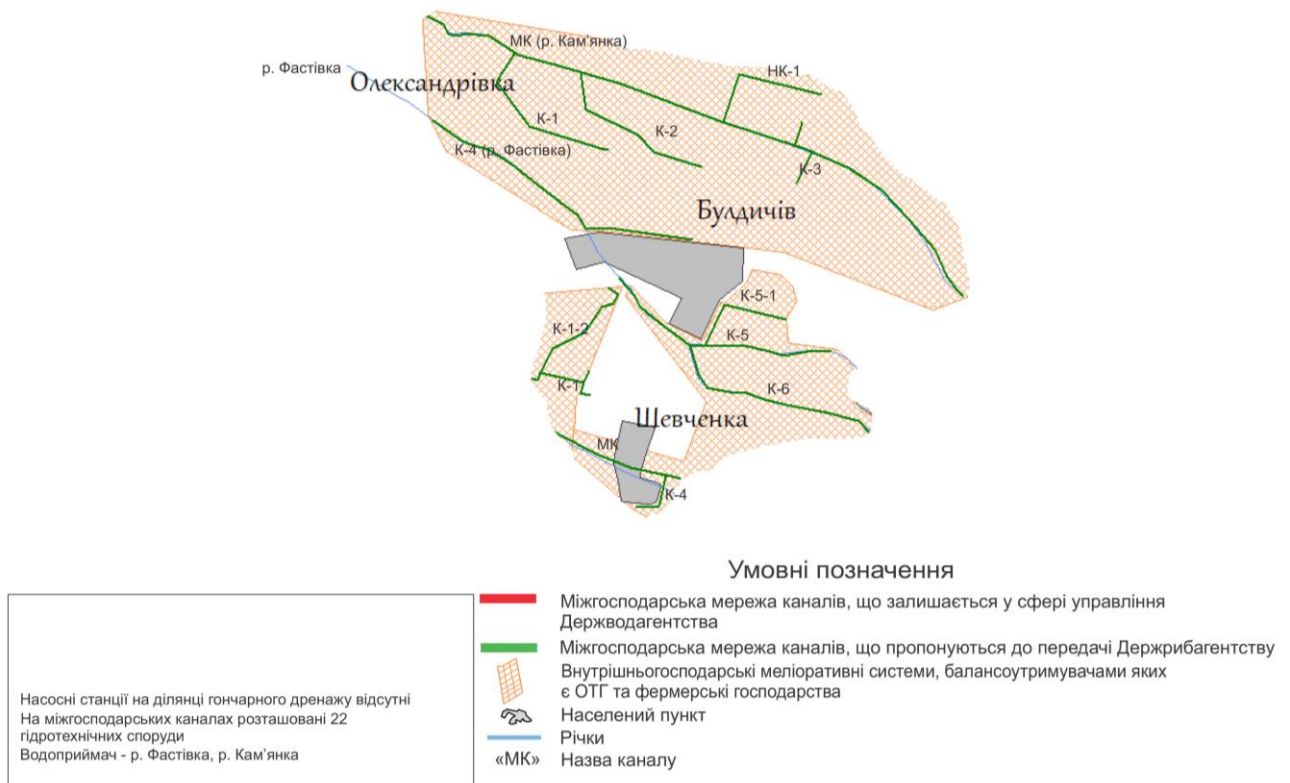 МК (р. Кам'янка)
р. Фастівка
НК-1
Олександрівка
К-1
К-2
К-4 (р. Фастівка)
К-3
Булдичів
К-5-1
К-1-2
К-5
К-1
К-6
Шевченка
МК
К-4
Умовні позначення
Міжгосподарська мережа каналів, що залишається у сфері управління
Держводагентства
Міжгосподарська мережа каналів, що пропонуються до передачі Держрибагентству
Внутрішньогосподарські меліоративні системи, балансоутримувачами яких
є ОТГ та фермерські господарства
Населений пункт
Річки
«МК» Назва каналу
Насосні станції на ділянці гончарного дренажу відсутні
На міжгосподарських каналах розташовані 22
гідротехнічних споруди
Водоприймач - р. Фастівка, р. Кам'янка